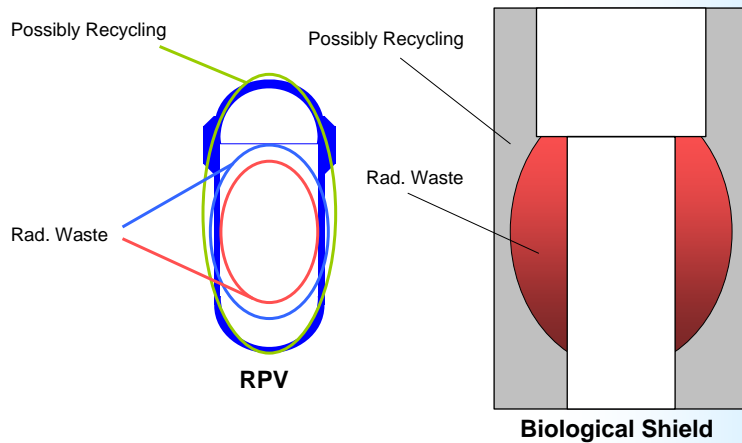 Possibly Recycling
Rad. Waste
RPV
Possibly Recycling
Rad. Waste
Biological Shield